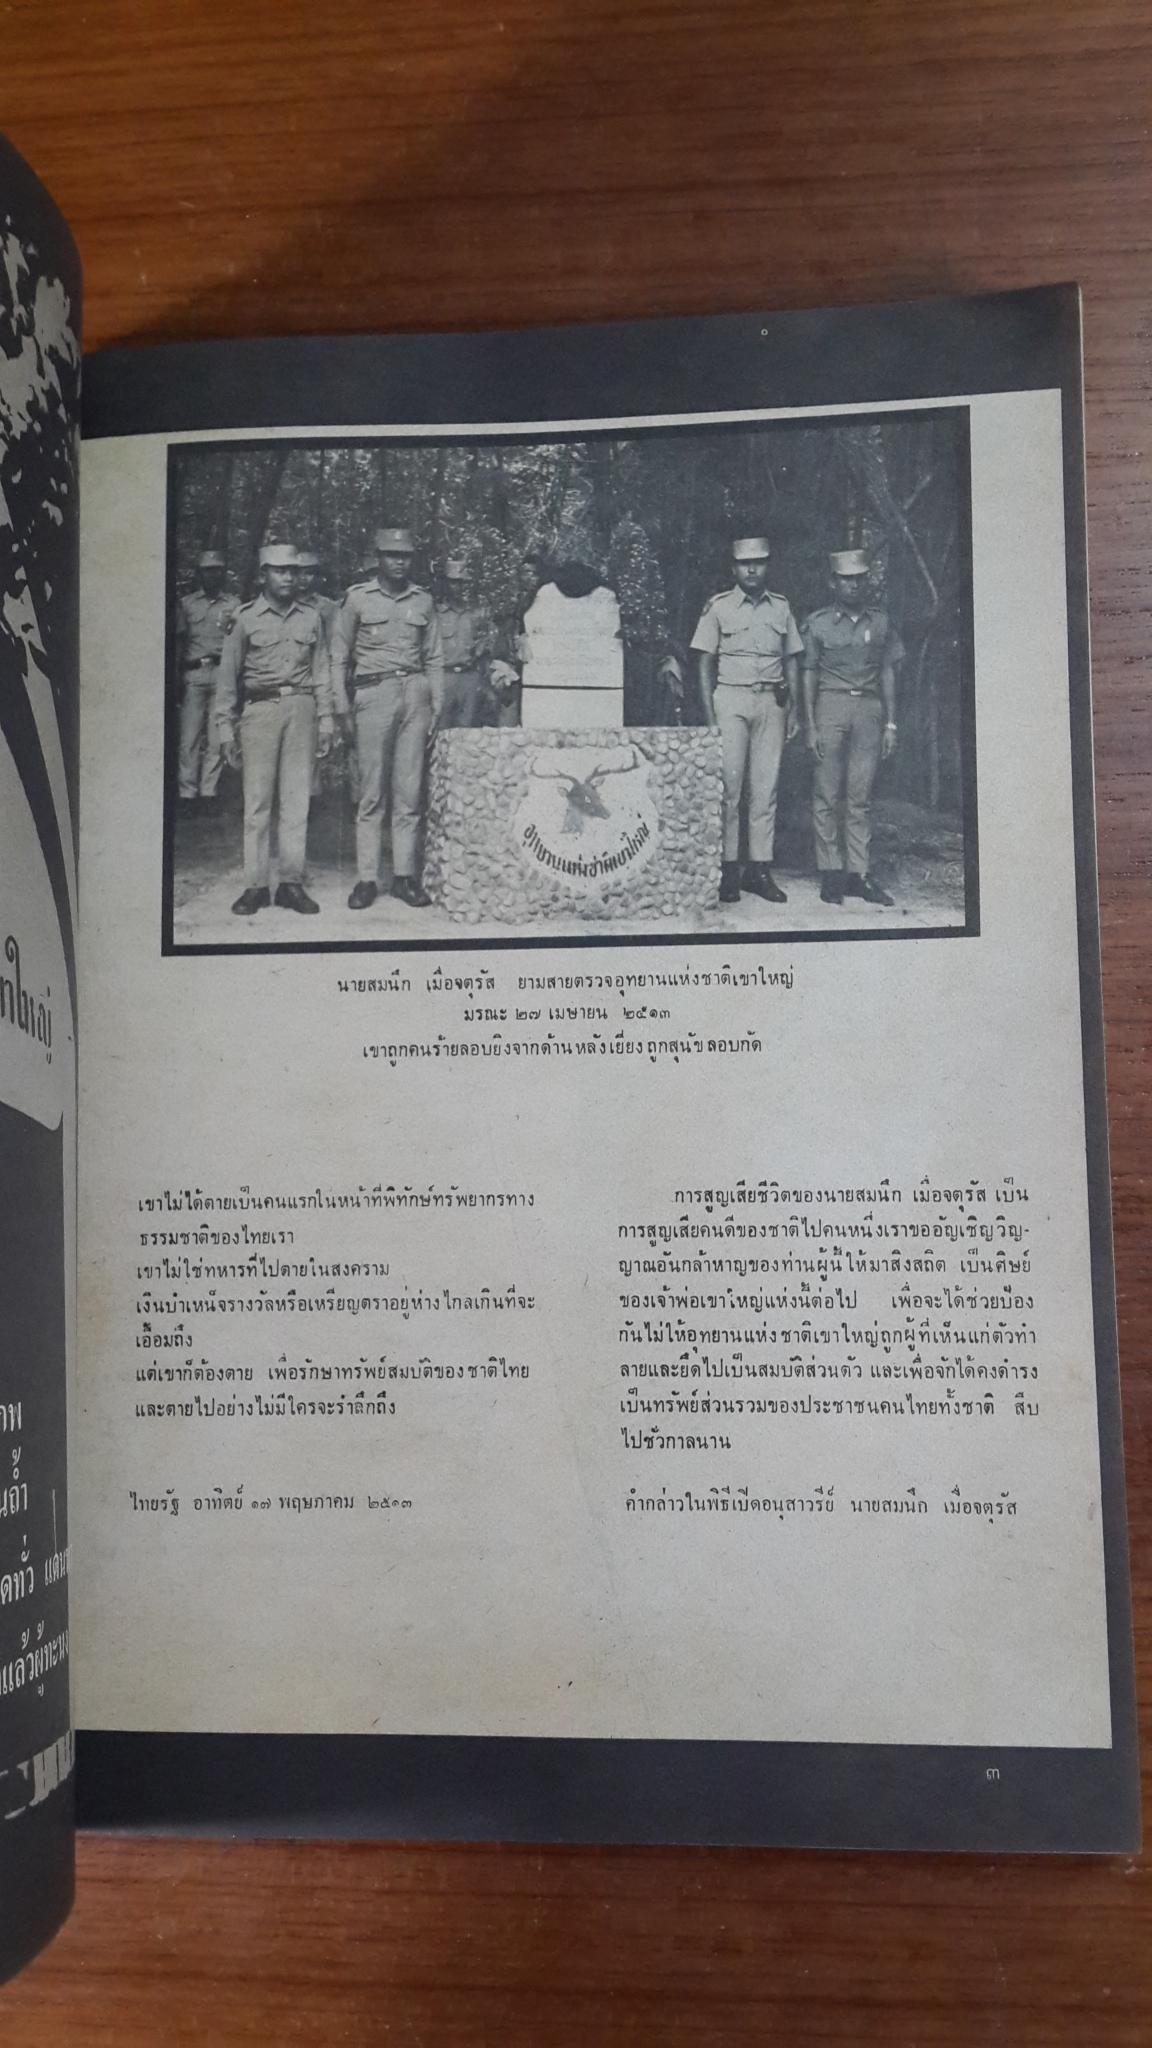 อุทยานแห่งชาติเขาใหญ่
นายสมนึก เมื่อจตุรัส ยามสายตรวจอุทยานแห่งชาติเขาใหญ่
มรณะ ๒๗ เมษายน ๒๕๑๓
เขาถูกคนร้ายลอบยิงจากด้านหลังเยี่ยงถูกสุนัขลอบกัด
เขาไม่ได้ตายเป็นคนแรกในหน้าที่พิทักษ์ทรัพยากรทาง
ธรรมชาติของไทยเรา
เขาไม่ใช่ทหารที่ไปตายในสงคราม
เงินบำเหน็จรางวัลหรือเหรียญตราอยู่ห่างไกลเกินที่จะ
เอื้อมถึง
แต่เขาก็ต้องตาย เพื่อรักษาทรัพย์สมบัติของชาติไทย
และตายไปอย่างไม่มีใครจะรำลึกถึง
ไทยรัฐ อาทิตย์ ๑๗ พฤษภาคม ๒๕๑๓
การสูญเสียชีวิตของนายสมนึก เมื่อจตุรัส เป็น
การสูญเสียคนดีของชาติไปคนหนึ่งเราขออัญเชิญวิญ-
ญาณอันกล้าหาญของท่านผู้นี้ให้มาสิงสถิต เป็นศิษย์
ของเจ้าพ่อเขาใหญ่แห่งนี้ต่อไป เพื่อจะได้ช่วยป้อง
กันไม่ให้อุทยานแห่งชาติเขาใหญ่ถูกผู้ที่เห็นแก่ตัวทำ
ลายและยึดไปเป็นสมบัติส่วนตัว และเพื่อจักได้คงดำรง
เป็นทรัพย์ส่วนรวมของประชาชนคนไทยทั้งชาติ สืบ
ไปชั่วกาลนาน
คำกล่าวในพิธีเปิดอนุสาวรีย์ นายสมนึก เมื่อจตุรัส
๓